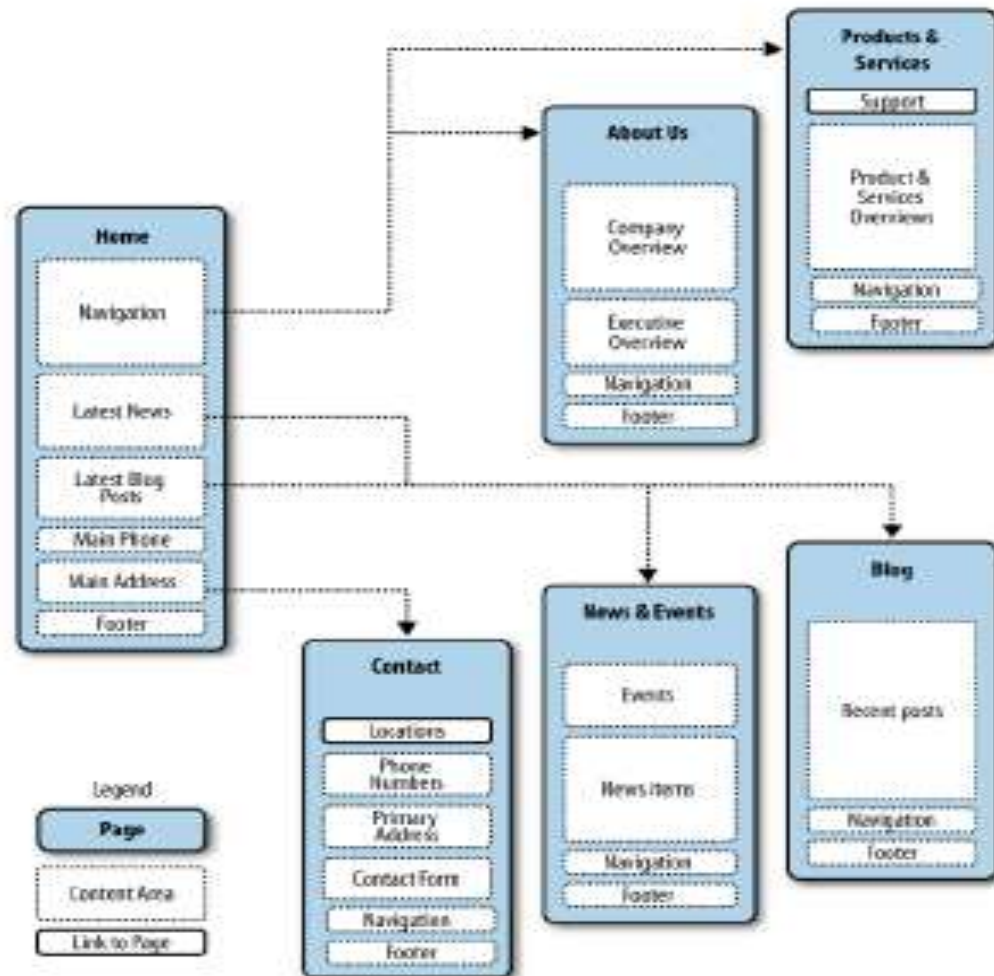 Home
Navigation
Latest News
Latest Blog
Posts
Main Phone
Main Address
Footer
Products &
Services
Support
Product &
Services
Overviews
Navigation
Footer
About Us
Company
Overview
Executive
Overview
Navigation
Footer
Contact
Locations
Phone
Numbers
Primary
Address
Contact Form
Navigation
Footer
News & Events
Events
News items
Navigation
Footer
Blog
Recent posts
Navigation
Footer
Legend
Page
Content Area
Link to Page